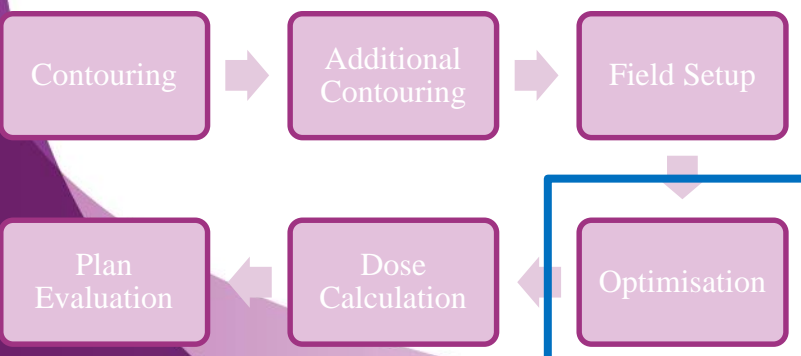 Contouring
Additional
Contouring
Field Setup
Optimisation
Dose
Calculation
Plan
Evaluation